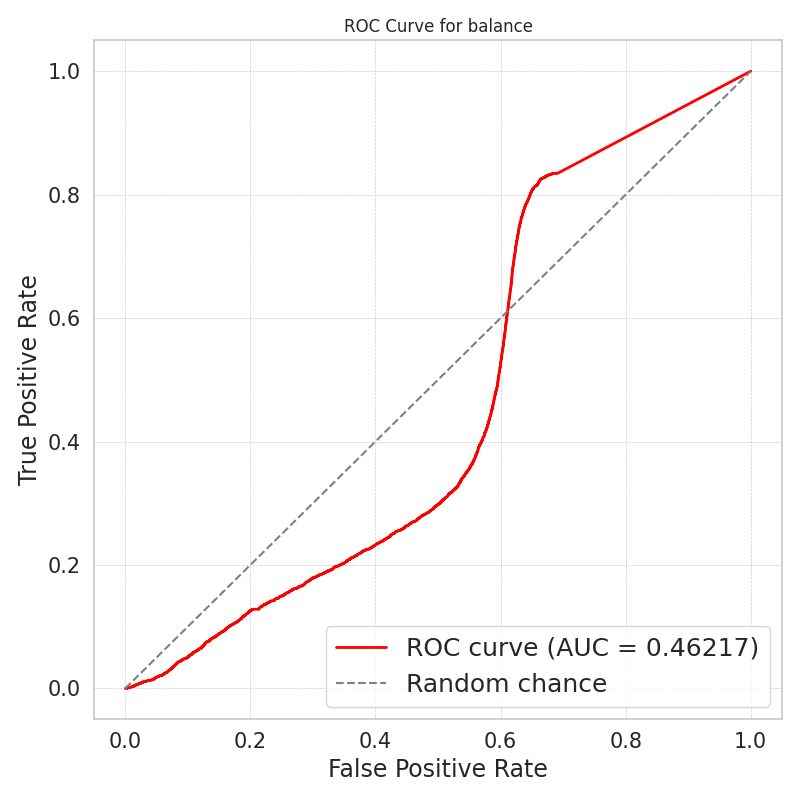 ROC Curve for balance
1.0
0.8
0.6
0.4
0.2
0.0
True Positive Rate
ROC curve (AUC = 0.46217)
Random chance
0.0 0.2 0.4 0.6 0.8 1.0
False Positive Rate